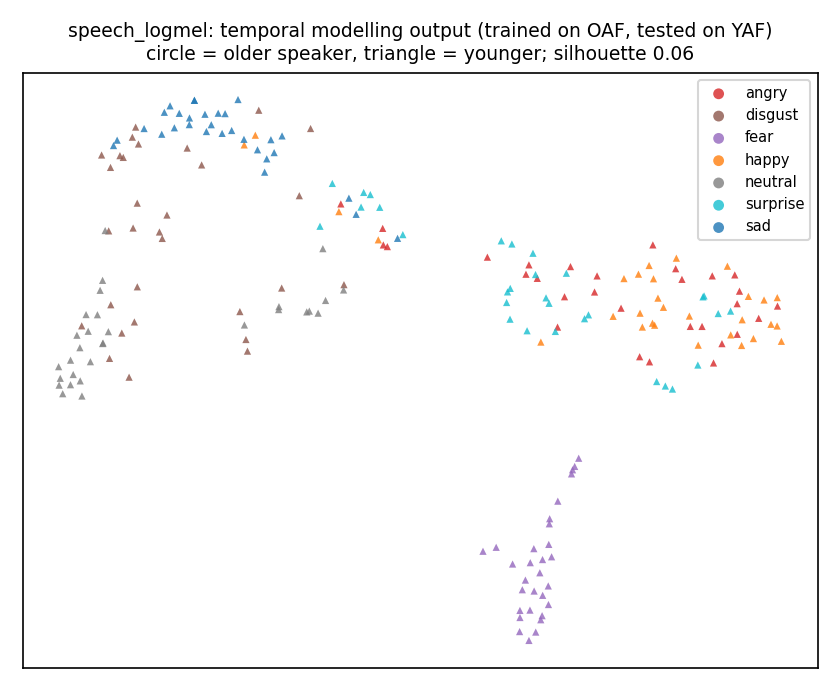 speech_logmel: temporal modelling output (trained on OAF, tested on YAF)
circle = older speaker, triangle = younger; silhouette 0.06
angry
disgust
fear
happy
neutral
surprise
sad